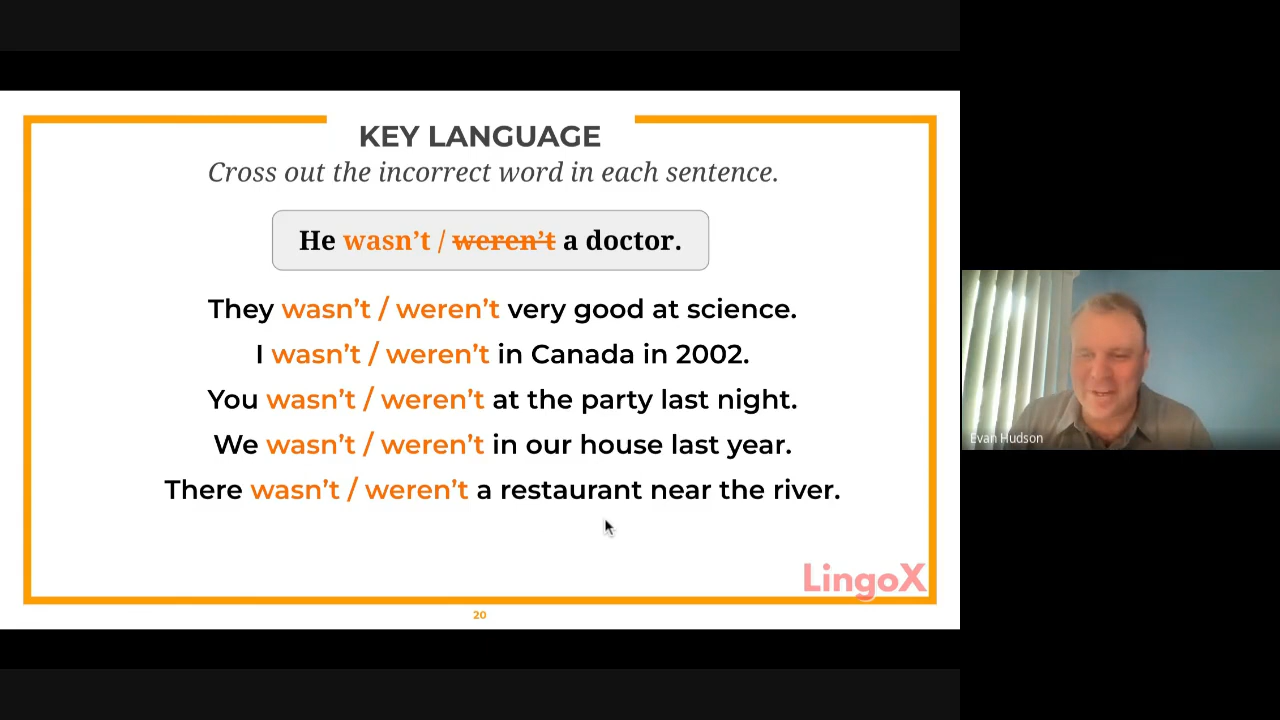 KEY LANGUAGE
Cross out the incorrect word in each sentence.
He wasn’t / weren’t a doctor.
They wasn’t / weren’t very good at science.
I wasn’t / weren’t in Canada in 2002.
You wasn’t / weren’t at the party last night.
We wasn’t / weren’t in our house last year.
There wasn’t / weren’t a restaurant near the river.
LingoX
20
Evan Hudson